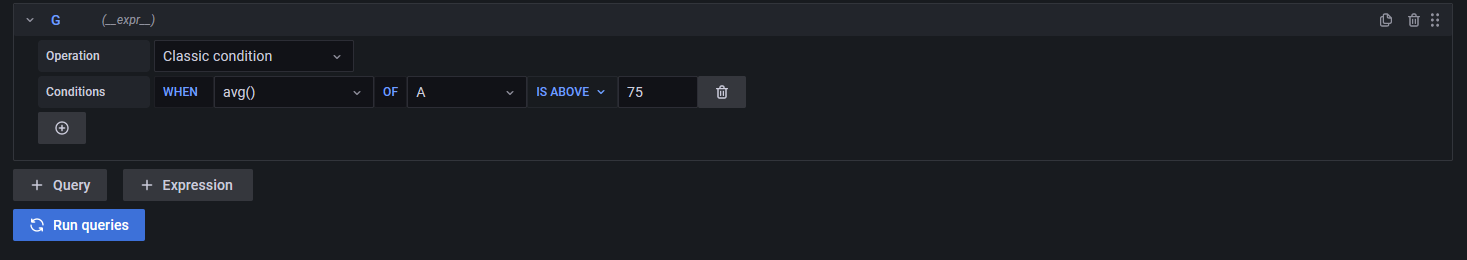 G (__expr__)
Operation Classic condition
Conditions WHEN avg() OF A IS ABOVE 75
+ Query + Expression
Run queries